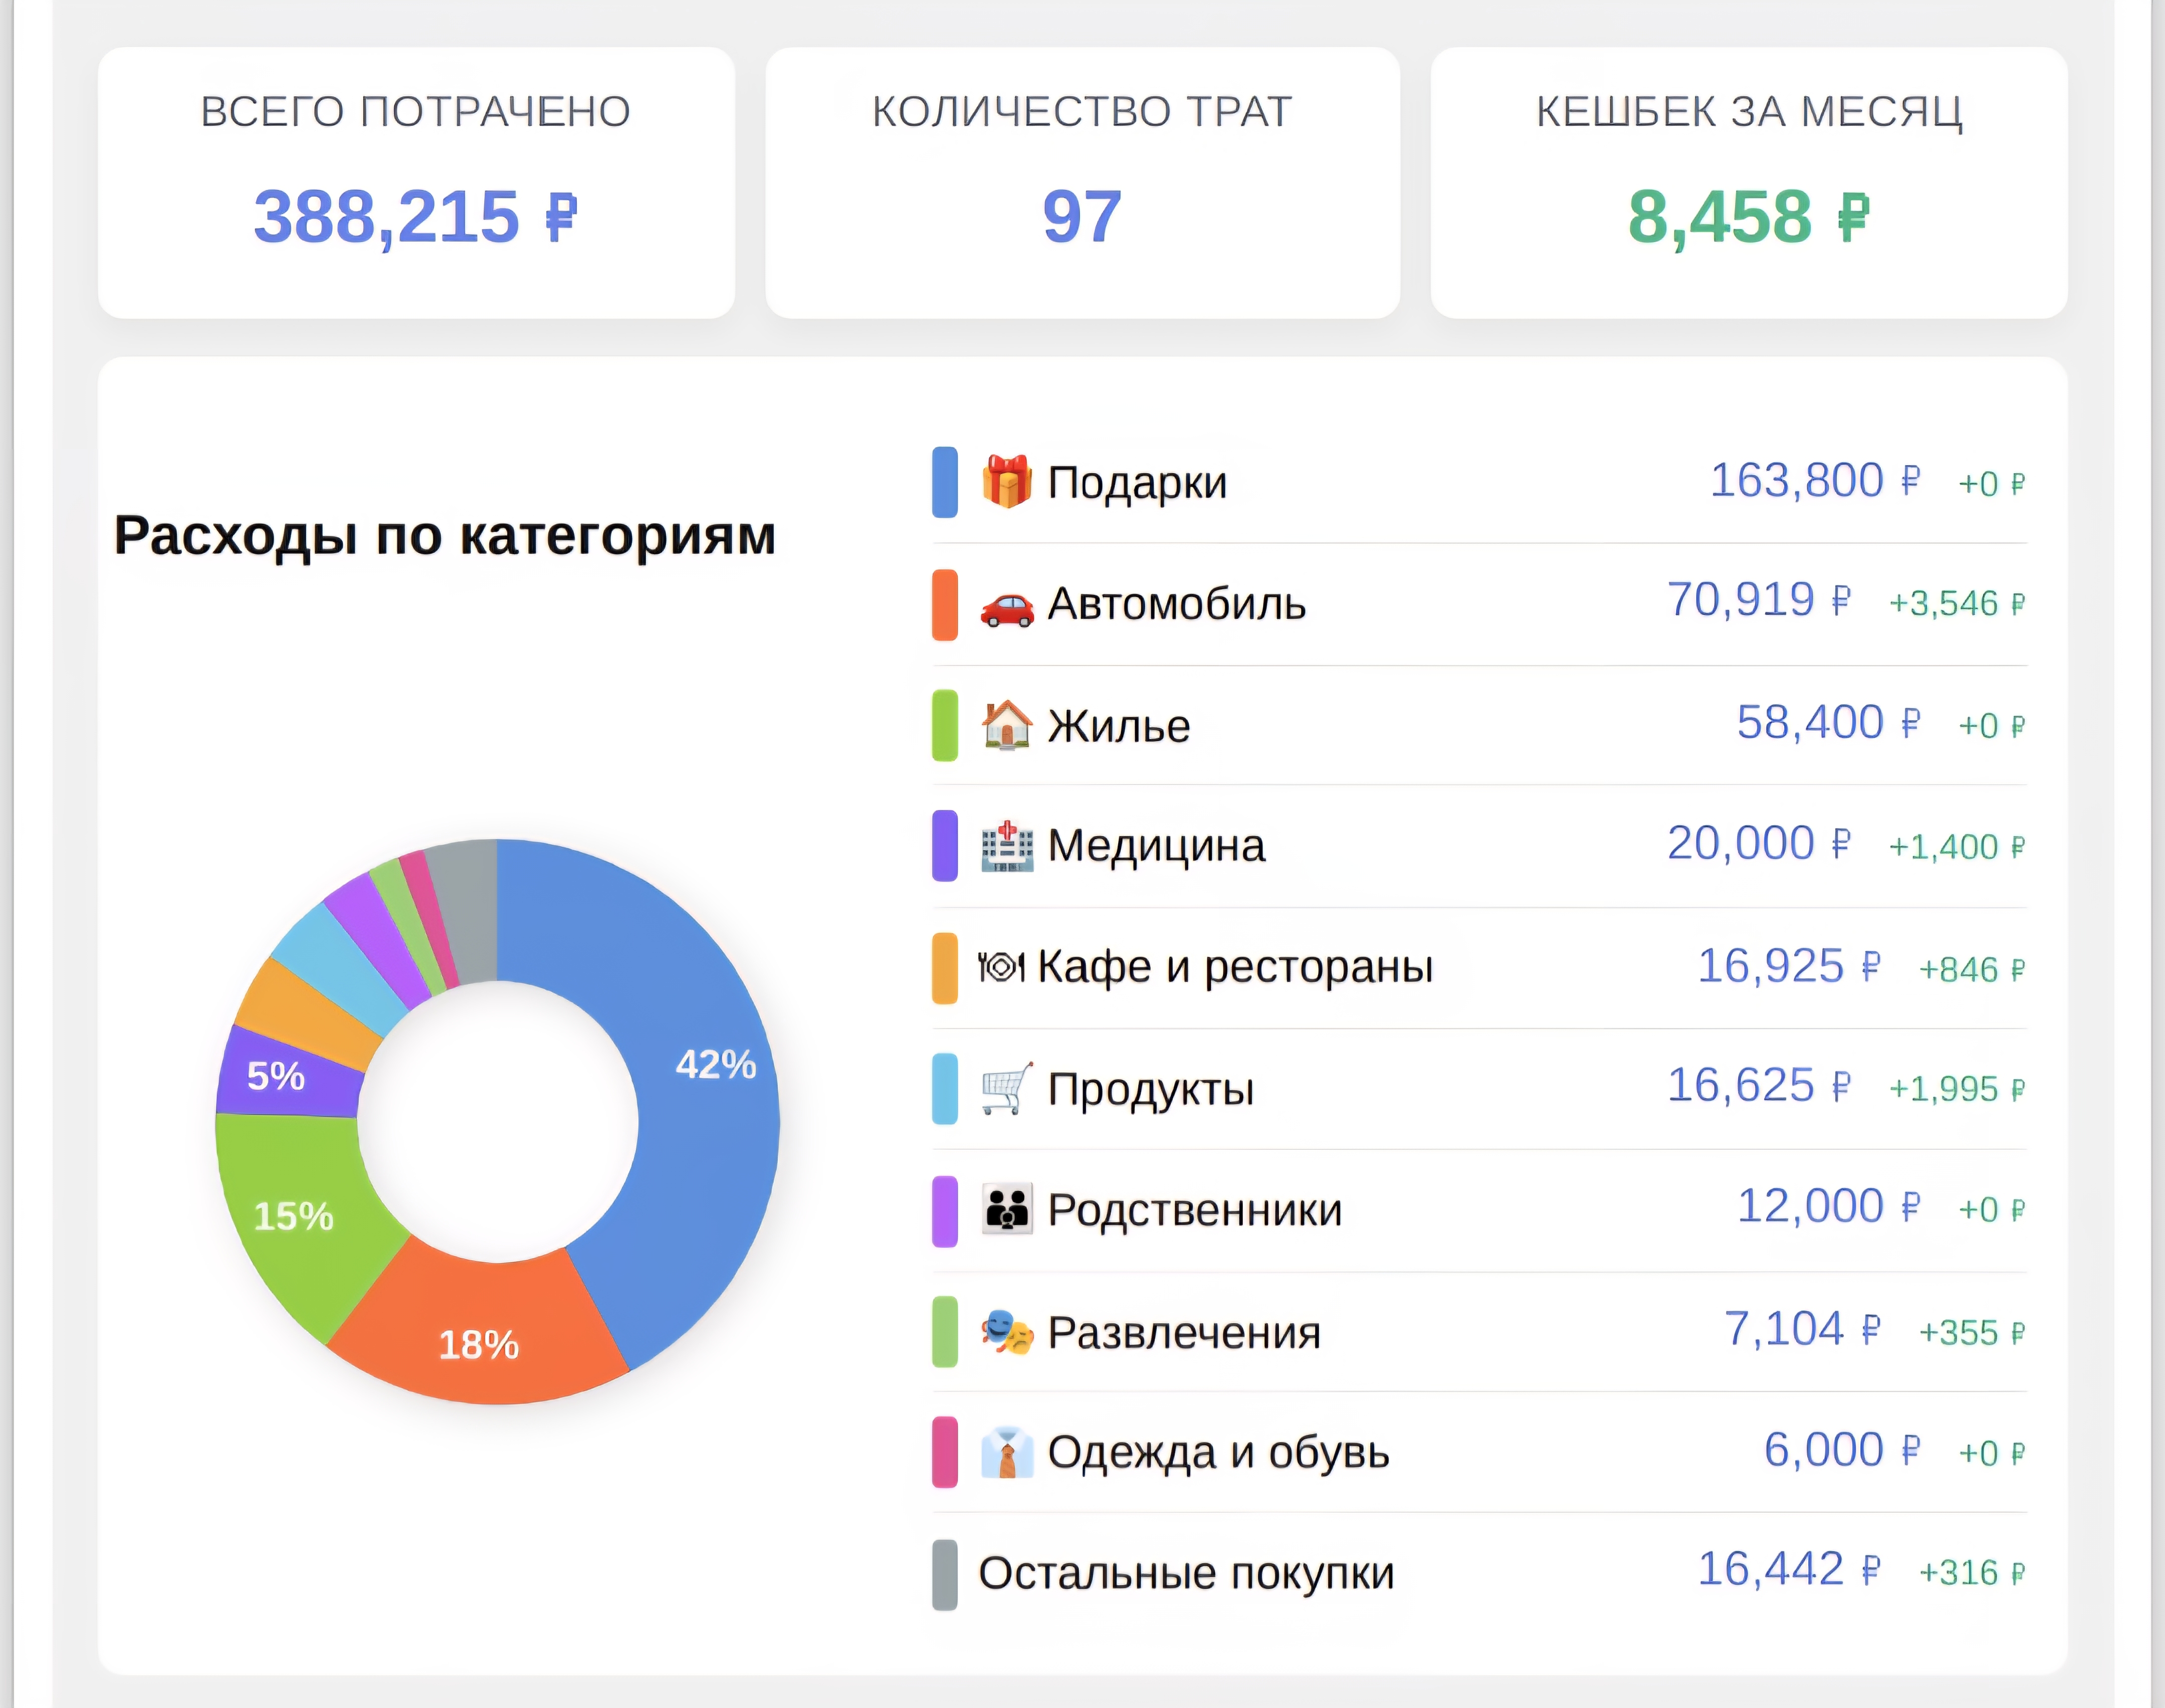 ВСЕГО ПОТРАЧЕНО
388,215 ₽
КОЛИЧЕСТВО ТРАТ
97
КЕШБЕК ЗА МЕСЯЦ
8,458 ₽
Расходы по категориям
42%
18%
15%
5%
Подарки 163,800 ₽ +0 ₽
Автомобиль 70,919 ₽ +3,546 ₽
Жилье 58,400 ₽ +0 ₽
Медицина 20,000 ₽ +1,400 ₽
Кафе и рестораны 16,925 ₽ +846 ₽
Продукты 16,625 ₽ +1,995 ₽
Родственники 12,000 ₽ +0 ₽
Развлечения 7,104 ₽ +355 ₽
Одежда и обувь 6,000 ₽ +0 ₽
Остальные покупки 16,442 ₽ +316 ₽